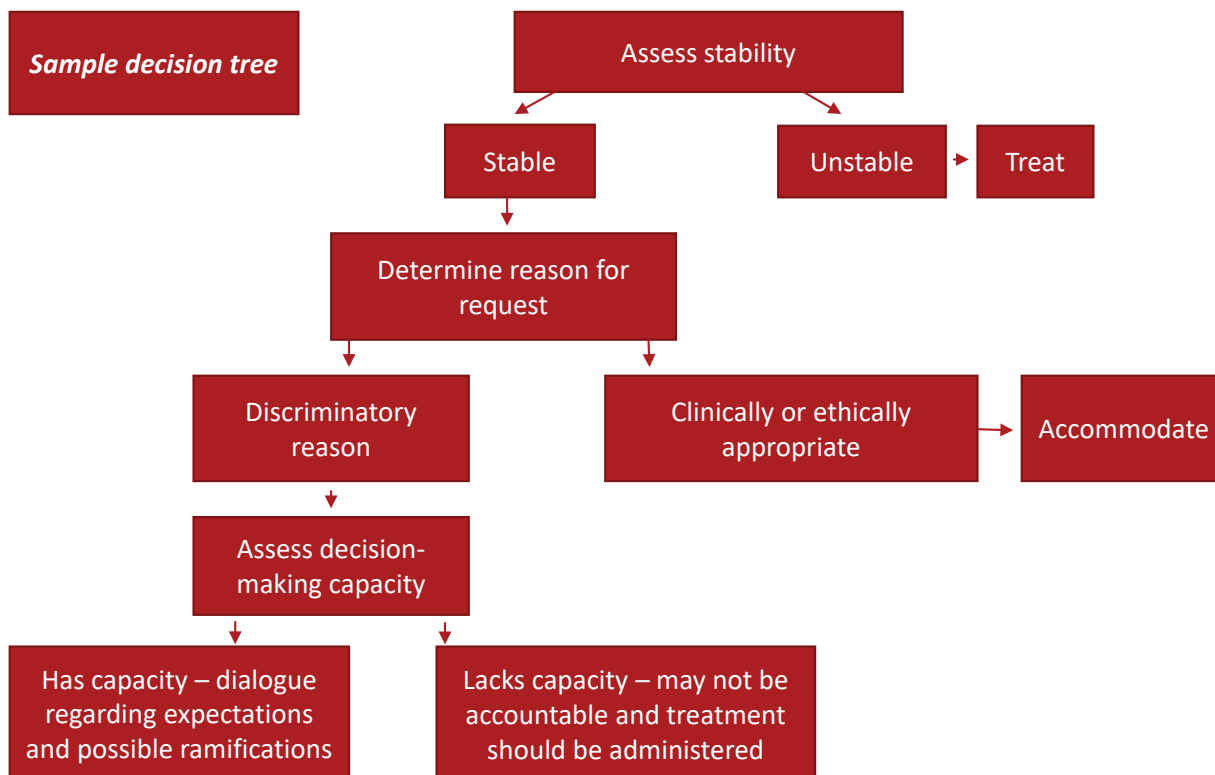 Sample decision tree
Assess stability
Stable
Unstable
Treat
Determine reason for
request
Discriminatory
reason
Clinically or ethically
appropriate
Accommodate
Assess decision-
making capacity
Has capacity – dialogue
regarding expectations
and possible ramifications
Lacks capacity – may not be
accountable and treatment
should be administered